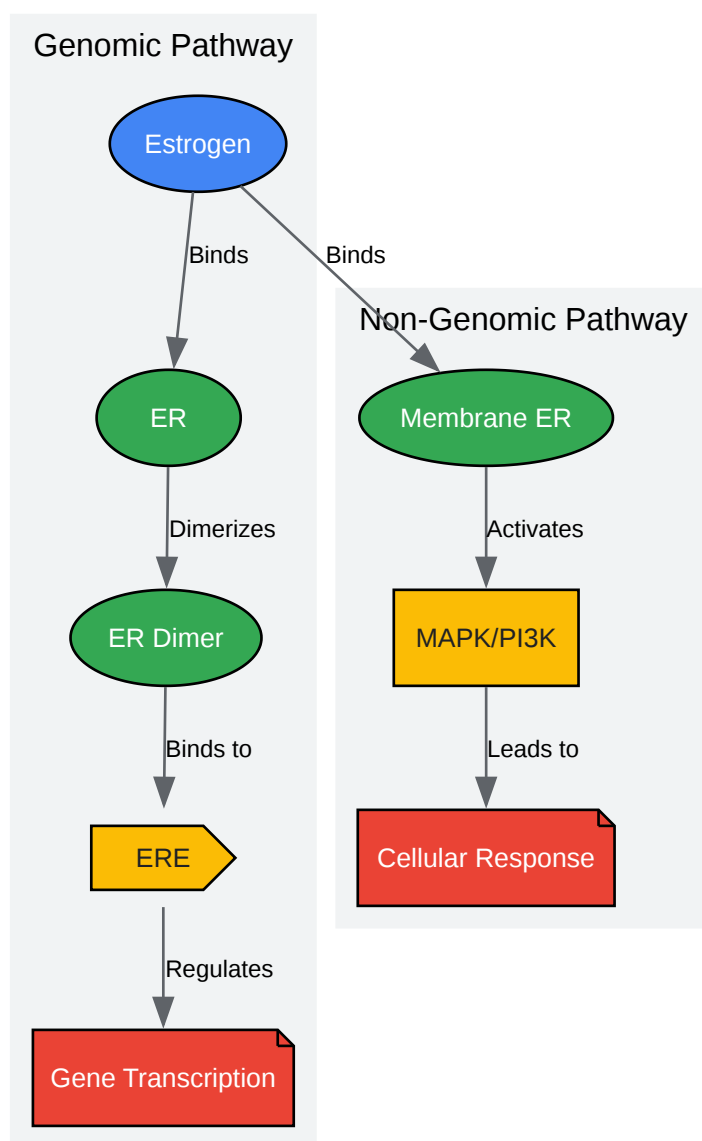 Genomic Pathway
Estrogen
Binds
Binds
Non-Genomic Pathway
ER
Membrane ER
Dimerizes
Activates
ER Dimer
MAPK/PI3K
Binds to
Leads to
ERE
Cellular Response
Regulates
Gene Transcription